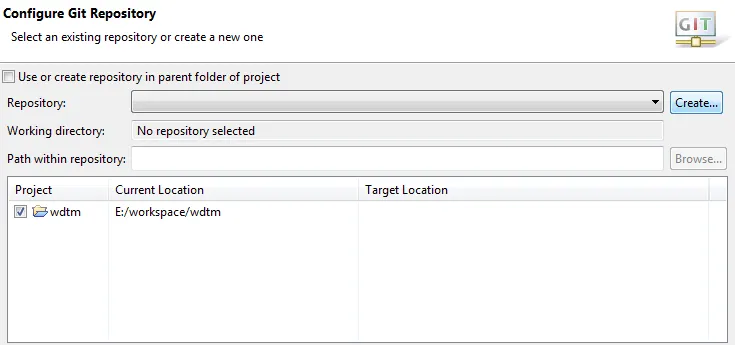 Configure Git Repository
Select an existing repository or create a new one
GIT
Use or create repository in parent folder of project
Repository: Create...
Working directory: No repository selected
Path within repository: Browse...
Project Current Location Target Location
wdtm E:/workspace/wdtm